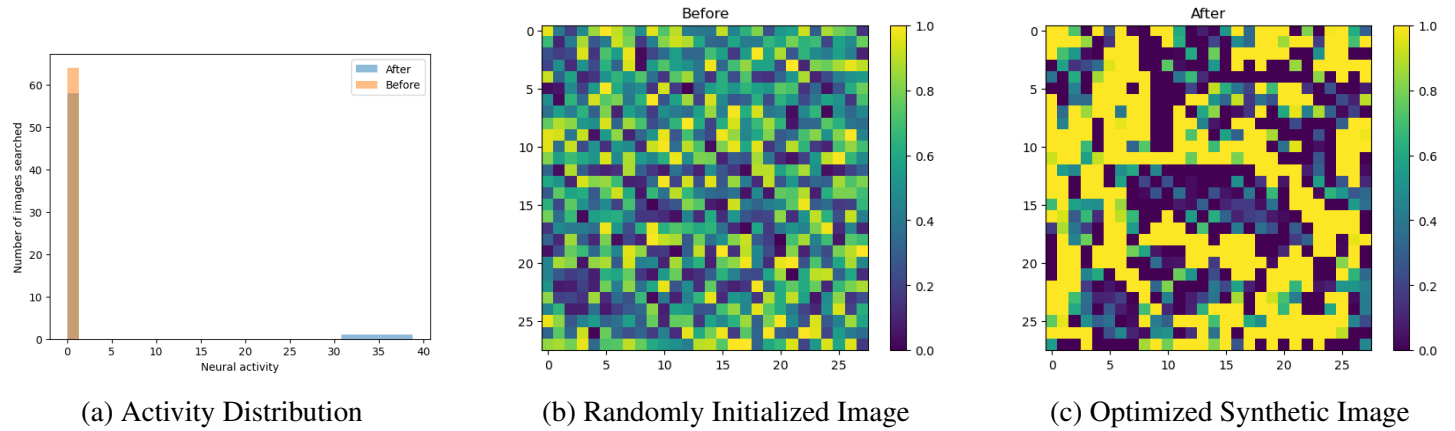 60
50
40
30
20
10
0
Number of images searched
After
Before
0 5 10 15 20 25 30 35 40
Neural activity
(a) Activity Distribution
Before
0
5
10
15
20
25
0 5 10 15 20 25
1.0
0.8
0.6
0.4
0.2
0.0
(b) Randomly Initialized Image
After
0
5
10
15
20
25
0 5 10 15 20 25
1.0
0.8
0.6
0.4
0.2
0.0
(c) Optimized Synthetic Image